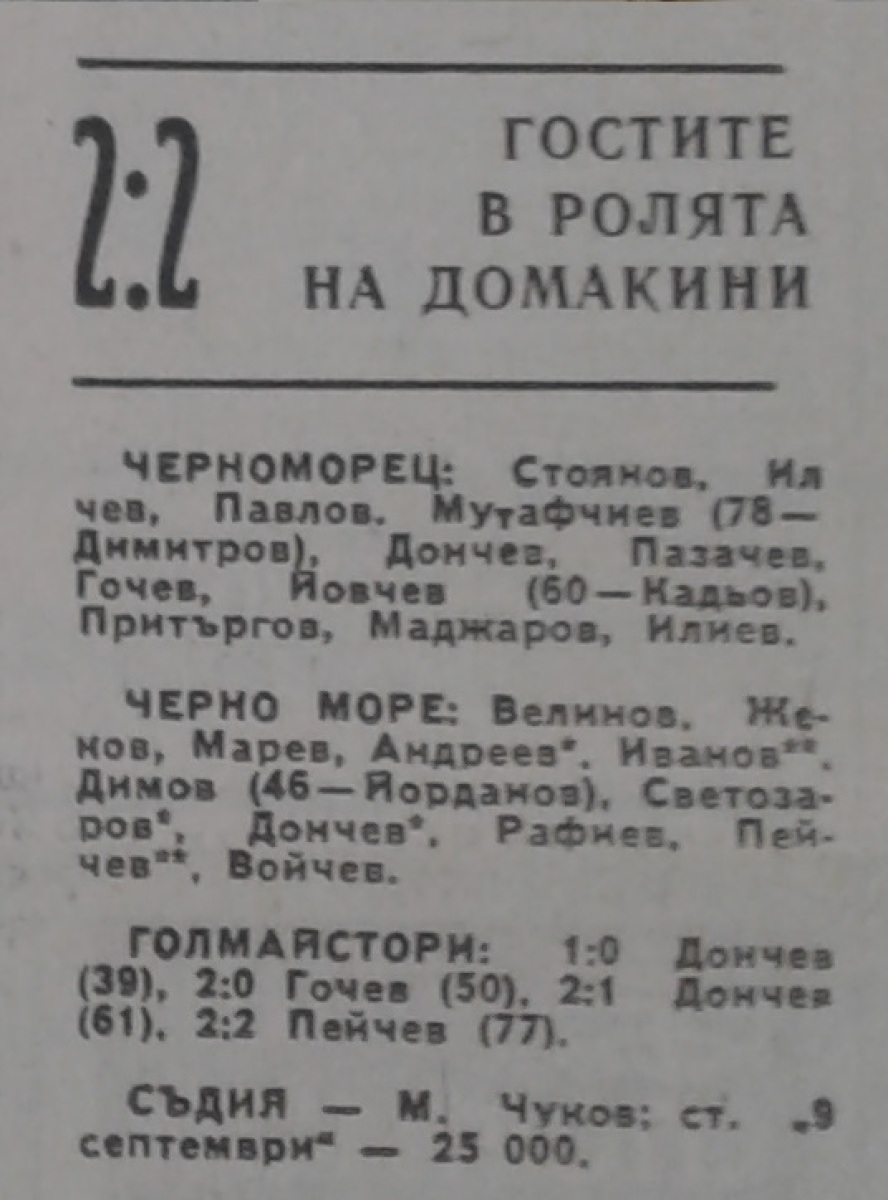 2:2
ГОСТИТЕ
В РОЛЯТА
НА ДОМАКИНИ
ЧЕРНОМОРЕЦ: Стоянов, Ил
чев, Павлов. Мутафчиев (78—
Димитров), Дончев, Пазачев,
Гочев, Йовчев (60—Кадьов),
Притъргов, Маджаров, Илиев.
ЧЕРНО МОРЕ: Велинов, Же-
ков, Марев, Андреев*, Иванов**,
Димов (46—Йорданов), Светоза-
ров*, Дончев*, Рафиев, Пей-
чев**, Войчев.
ГОЛМАЙСТОРИ: 1:0 Дончев
(39), 2:0 Гочев (50), 2:1 Дончев
(61), 2:2 Пейчев (77).
СЪДИЯ — М. Чуков; ст. „9
септември“ — 25 000.